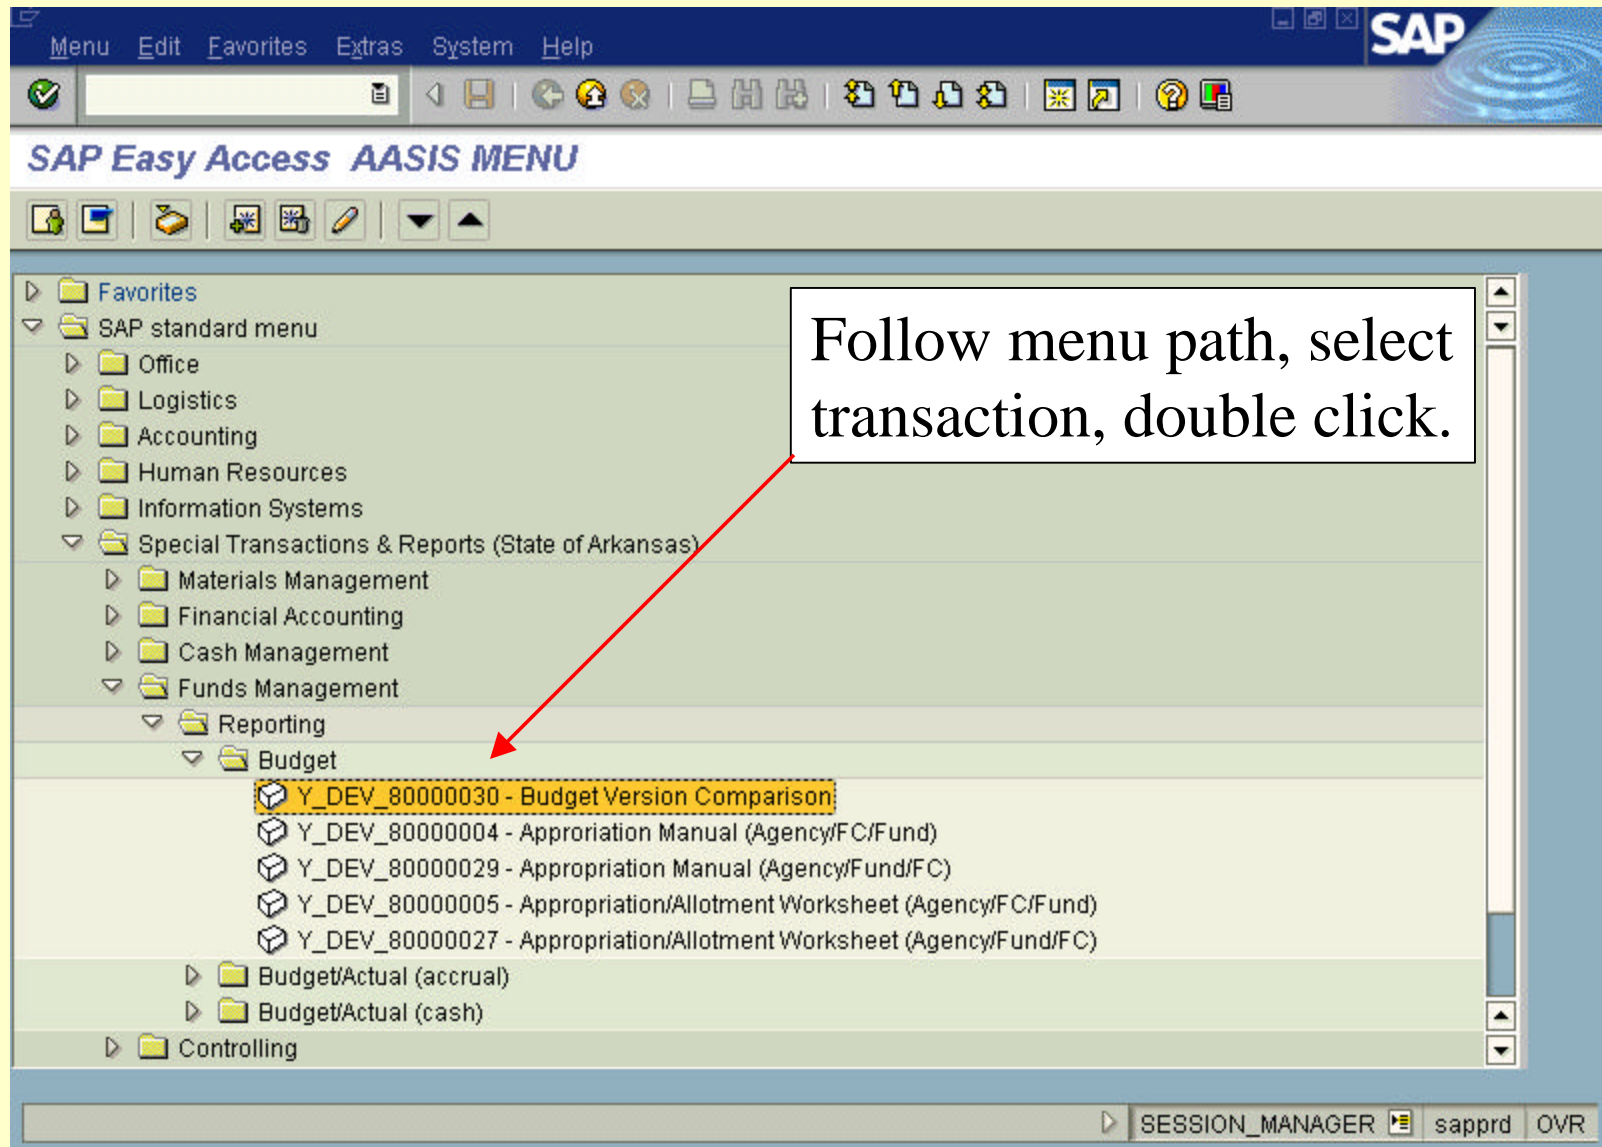 Menu Edit Favorites Extras System Help
SAP
SAP Easy Access AASIS MENU
Favorites
SAP standard menu
Office
Logistics
Accounting
Human Resources
Information Systems
Special Transactions & Reports (State of Arkansas)
Materials Management
Financial Accounting
Cash Management
Funds Management
Reporting
Budget
Y_DEV_80000030 - Budget Version Comparison
Y_DEV_80000004 - Approriation Manual (Agency/FC/Fund)
Y_DEV_80000029 - Appropriation Manual (Agency/Fund/FC)
Y_DEV_80000005 - Appropriation/Allotment Worksheet (Agency/FC/Fund)
Y_DEV_80000027 - Appropriation/Allotment Worksheet (Agency/Fund/FC)
Budget/Actual (accrual)
Budget/Actual (cash)
Controlling
Follow menu path, select
transaction, double click.
SESSION_MANAGER sapprd OVR